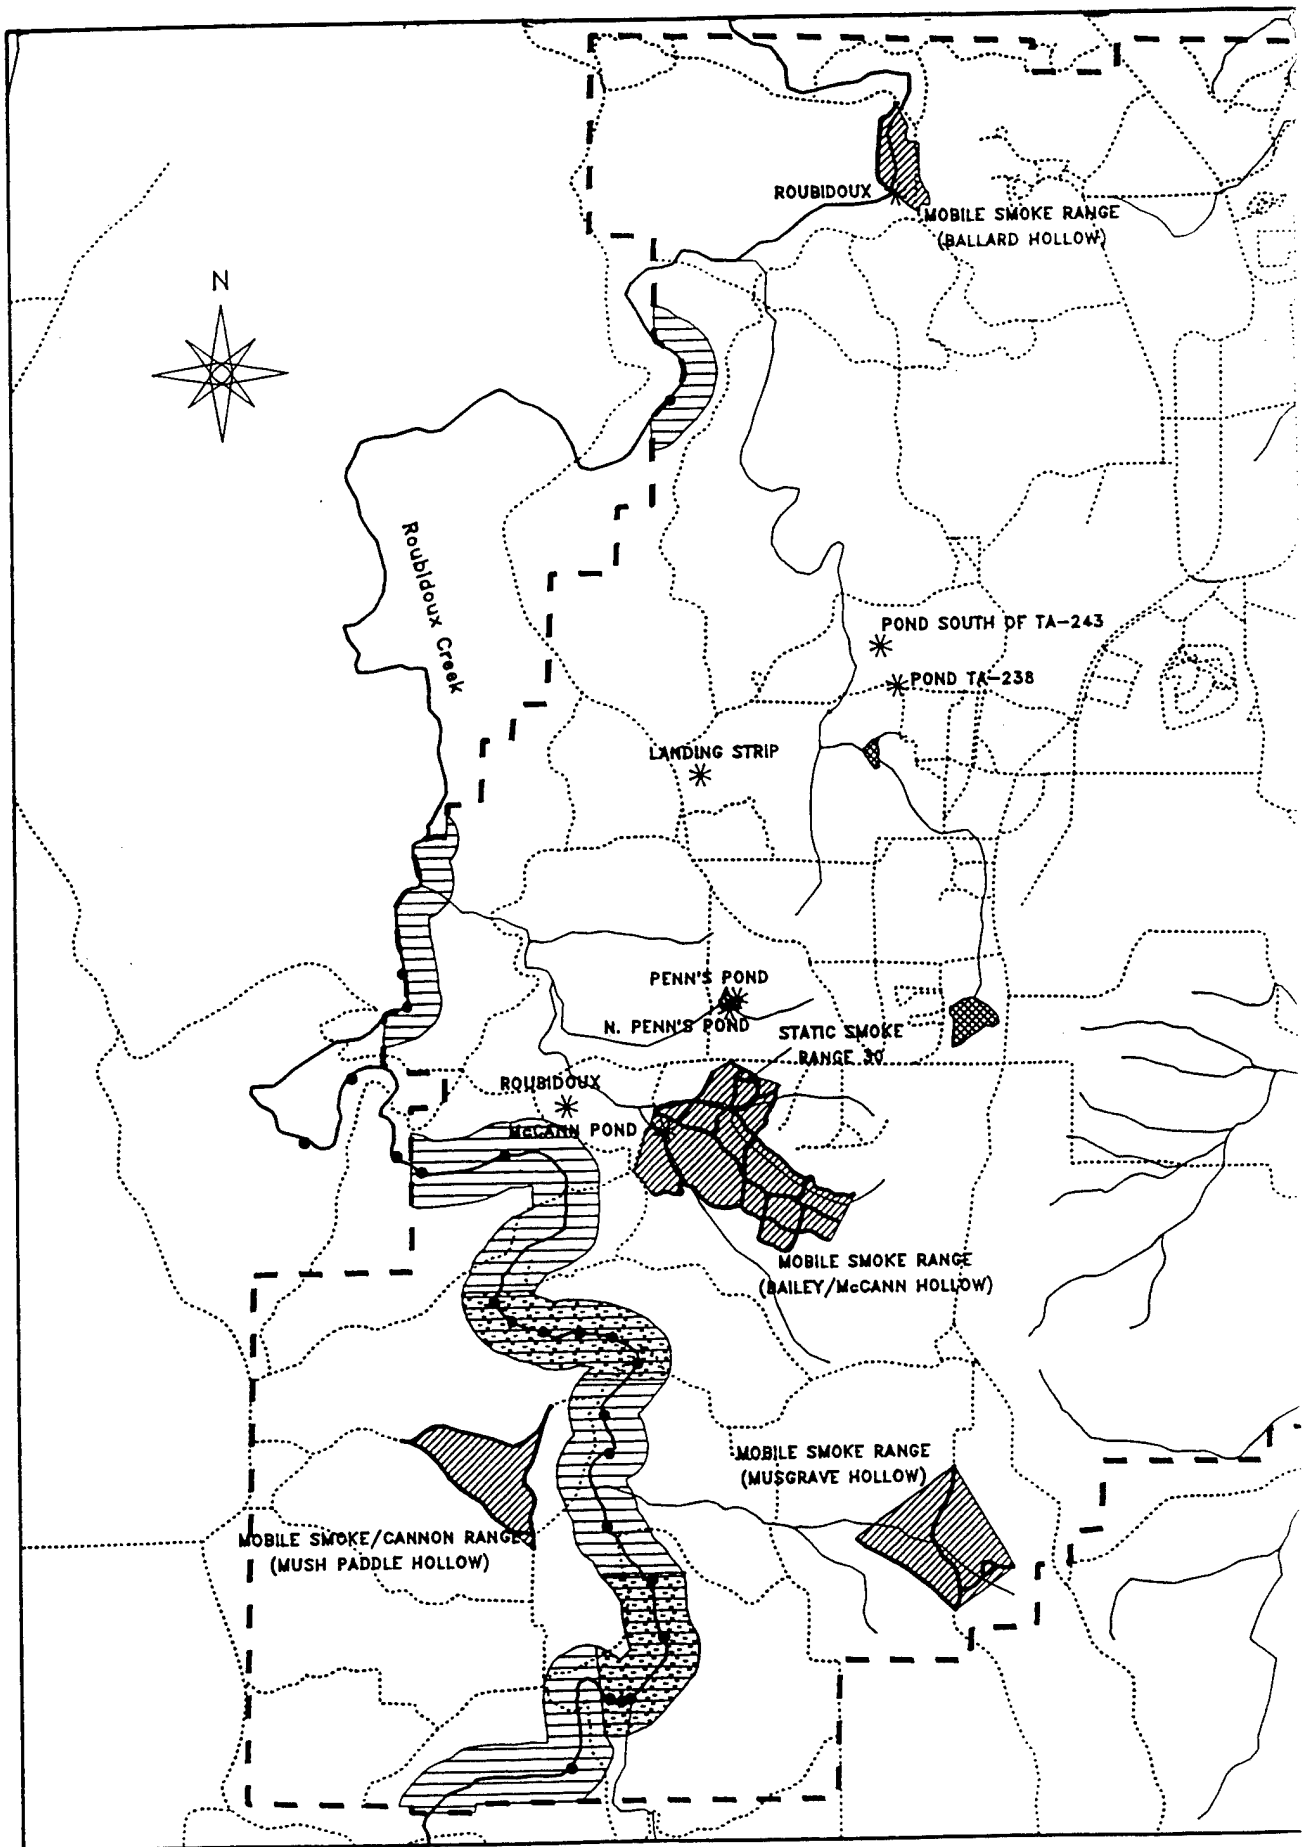 ROUBIDOUX
MOBILE SMOKE RANGE
(BALLARD HOLLOW)
N
Roubidoux Creek
POND SOUTH OF TA-243
POND TA-238
LANDING STRIP
PENN'S POND
N. PENN'S POND
STATIC SMOKE
RANGE 30
ROUBIDOUX
McCANN POND
MOBILE SMOKE RANGE
(BAILEY/McCANN HOLLOW)
MOBILE SMOKE RANGE
(MUSGRAVE HOLLOW)
MOBILE SMOKE/CANNON RANGE
(MUSH PADDLE HOLLOW)